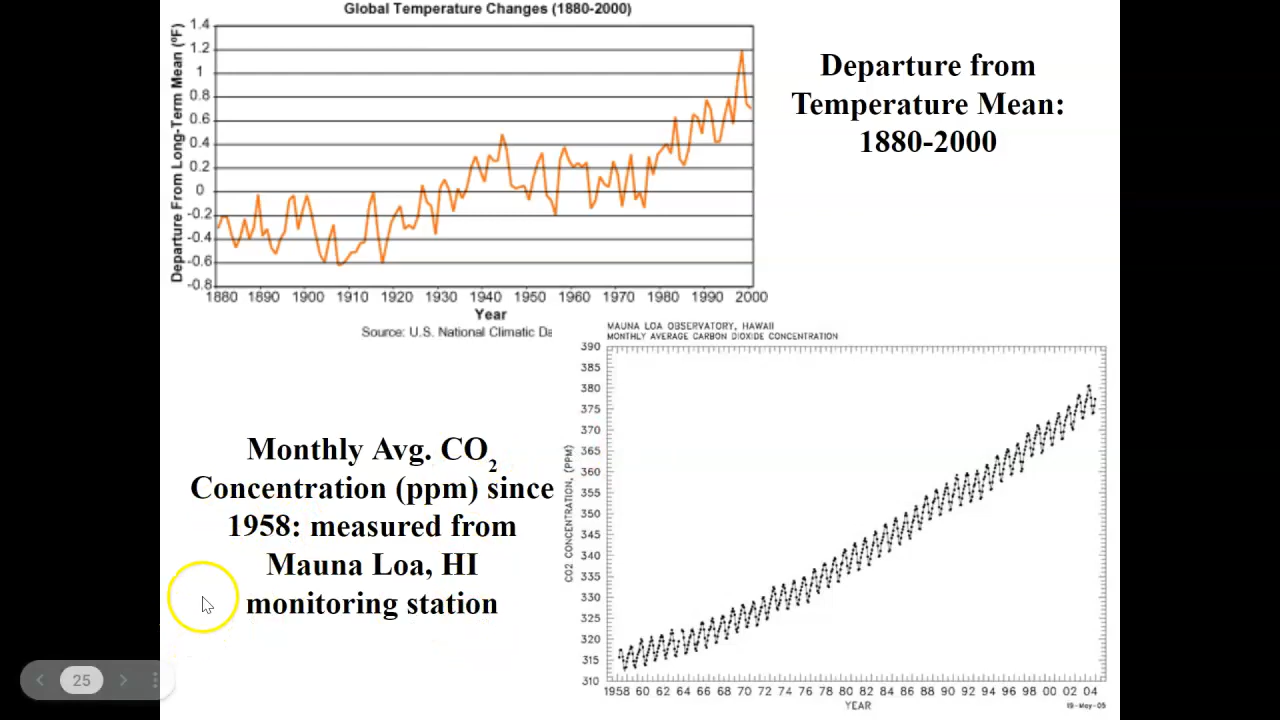 Global Temperature Changes (1880-2000)
Departure From Long-Term Mean (ºF)
1.4
1.2
1
0.8
0.6
0.4
0.2
0
-0.2
-0.4
-0.6
-0.8
1880 1890 1900 1910 1920 1930 1940 1950 1960 1970 1980 1990 2000
Year
Source: U.S. National Climatic Da
Departure from
Temperature Mean:
1880-2000
Monthly Avg. CO2
Concentration (ppm) since
1958: measured from
Mauna Loa, HI
monitoring station
MAUNA LOA OBSERVATORY, HAWAII
MONTHLY AVERAGE CARBON DIOXIDE CONCENTRATION
CO2 CONCENTRATION, (PPM)
390
385
380
375
370
365
360
355
350
345
340
335
330
325
320
315
310
1958 60 62 64 66 68 70 72 74 76 78 80 82 84 86 88 90 92 94 96 98 00 02 04
YEAR
19-May-05
25